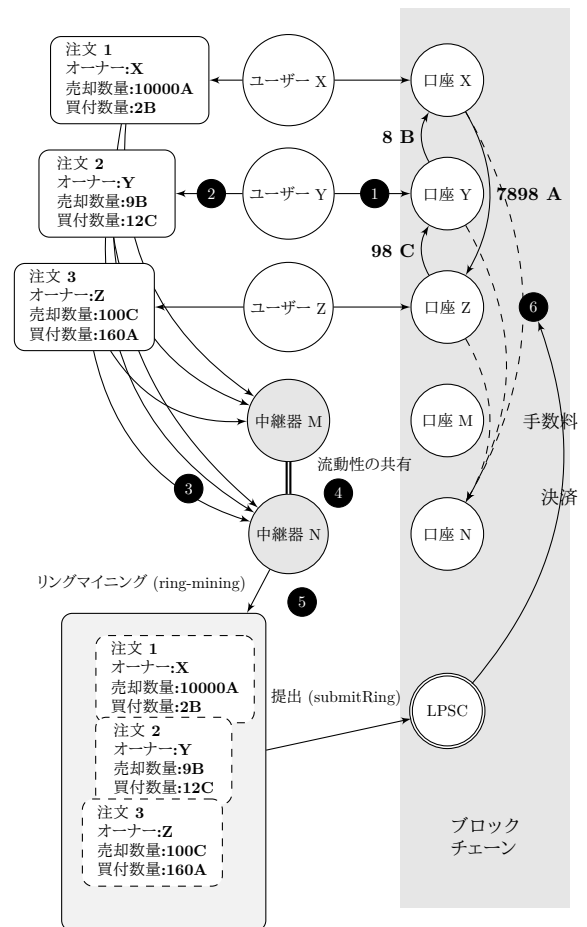 注文 1
オーナー:X
売却数量:10000A
買付数量:2B
ユーザー X
口座 X
8 B
注文 2
オーナー:Y
売却数量:9B
買付数量:12C
2
ユーザー Y
1
口座 Y
7898 A
98 C
注文 3
オーナー:Z
売却数量:100C
買付数量:160A
ユーザー Z
口座 Z
6
中継器 M
口座 M
手数料
流動性の共有
3
4
決済
中継器 N
口座 N
リングマイニング (ring-mining)
5
注文 1
オーナー:X
売却数量:10000A
買付数量:2B
提出 (submitRing)
LPSC
注文 2
オーナー:Y
売却数量:9B
買付数量:12C
注文 3
オーナー:Z
売却数量:100C
買付数量:160A
ブロック
チェーン